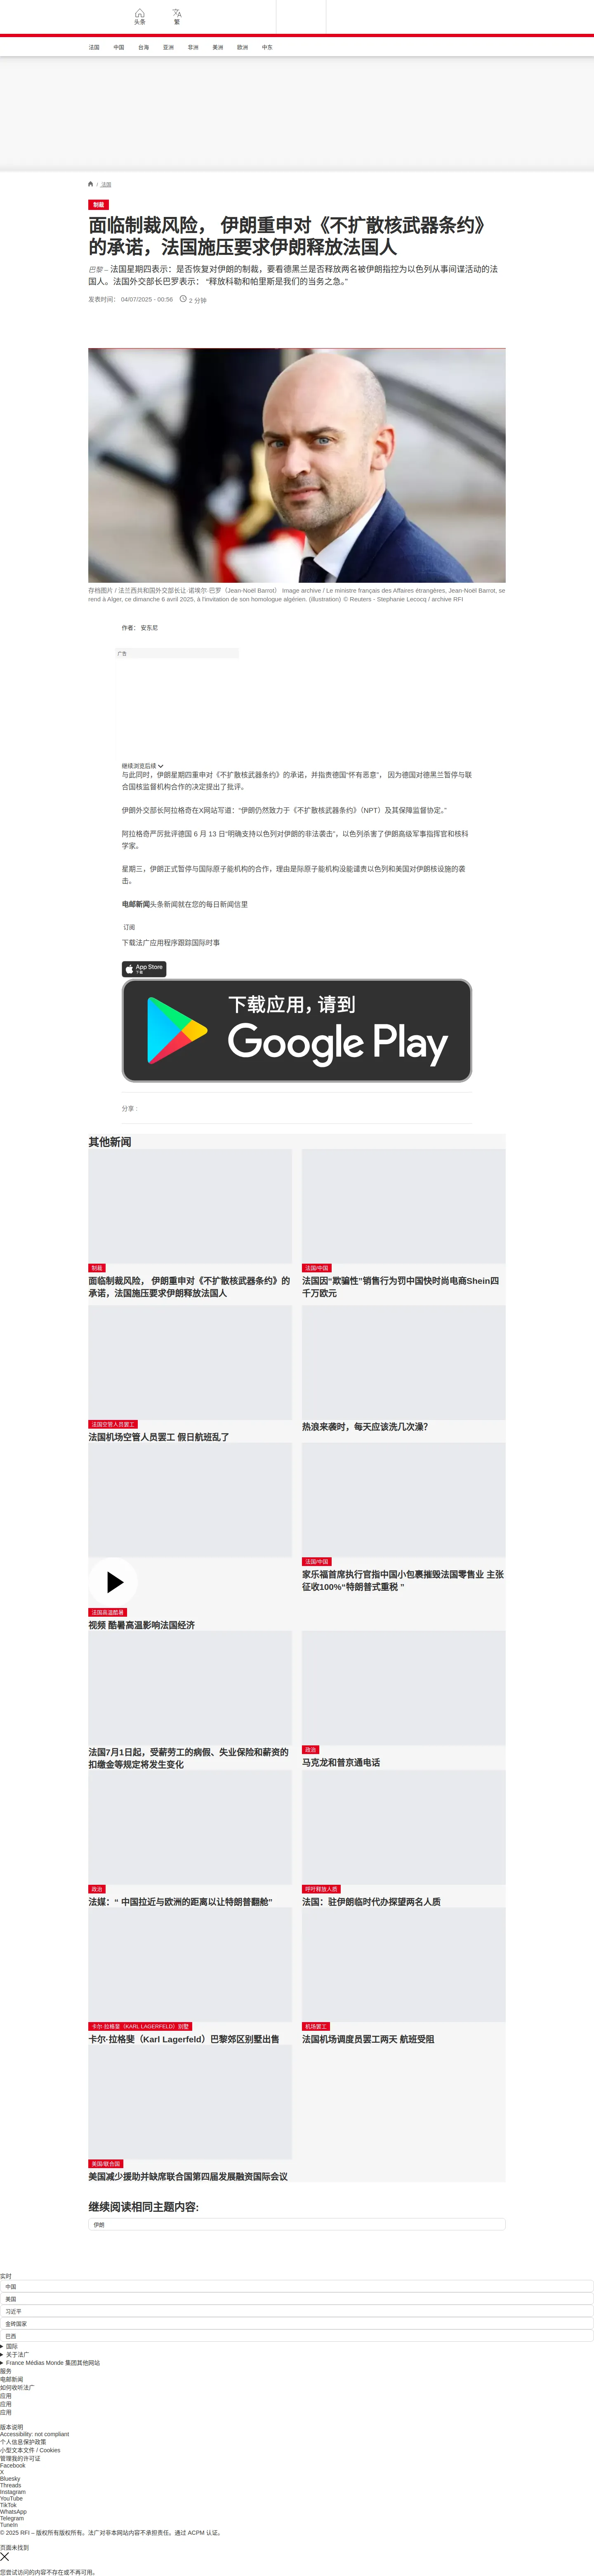 头条
繁
法国
中国
台海
亚洲
非洲
美洲
欧洲
中东
/ 法国
制裁
面临制裁风险， 伊朗重申对《不扩散核武器条约》
的承诺，法国施压要求伊朗释放法国人
巴黎 – 法国星期四表示：是否恢复对伊朗的制裁，要看德黑兰是否释放两名被伊朗指控为以色列从事间谍活动的法
国人。法国外交部长巴罗表示： “释放科勒和帕里斯是我们的当务之急。”
发表时间： 04/07/2025 - 00:58
2 分钟
存档图片 / 法兰西共和国外交部长让·诺埃尔·巴罗（Jean-Noël Barrot） Image archive / Le ministre français des Affaires étrangères, Jean-Noël Barrot, se
rend à Alger, ce dimanche 6 avril 2025, à l'invitation de son homologue algérien. (illustration) © Reuters - Stephanie Lecocq / archive RFI
作者： 安东尼
广告
继续浏览后续
与此同时，伊朗星期四重申对《不扩散核武器条约》的承诺，并指责德国“怀有恶意”， 因为德国对德黑兰暂停与联
合国核监督机构合作的决定提出了批评。
伊朗外交部长阿拉格奇在X网站写道：“伊朗仍然致力于《不扩散核武器条约》（NPT）及其保障监督协定。”
阿拉格奇严厉批评德国 6 月 13 日“明确支持以色列对伊朗的非法袭击”，以色列杀害了伊朗高级军事指挥官和核科
学家。
星期三，伊朗正式暂停与国际原子能机构的合作，理由是际原子能机构没能谴责以色列和美国对伊朗核设施的袭
击。
电邮新闻头条新闻就在您的每日新闻信里
订阅
下载法广应用程序跟踪国际时事
App Store
下载
下载应用，请到
Google Play
分享 :
其他新闻
制裁
面临制裁风险， 伊朗重申对《不扩散核武器条约》的
承诺，法国施压要求伊朗释放法国人
法国/中国
法国因“欺骗性”销售行为罚中国快时尚电商Shein四
千万欧元
法国空管人员罢工
法国机场空管人员罢工 假日航班乱了
热浪来袭时，每天应该洗几次澡?
法国高温酷暑
视频 酷暑高温影响法国经济
法国/中国
家乐福首席执行官指中国小包裹摧毁法国零售业 主张
征收100%“特朗普式重税 ”
法国7月1日起，受薪劳工的病假、失业保险和薪资的
扣缴金等规定将发生变化
政治
马克龙和普京通电话
政治
法媒：“ 中国拉近与欧洲的距离以让特朗普翻舱”
呼吁释放人质
法国：驻伊朗临时代办探望两名人质
卡尔·拉格斐（KARL LAGERFELD）别墅
卡尔·拉格斐（Karl Lagerfeld）巴黎郊区别墅出售
机场罢工
法国机场调度员罢工两天 航班受阻
美国/联合国
美国减少援助并缺席联合国第四届发展融资国际会议
继续阅读相同主题内容:
伊朗
实时
中国
美国
习近平
金砖国家
巴西
国际
关于法广
France Médias Monde 集团其他网站
服务
电邮新闻
如何收听法广
应用
应用
应用
版本说明
Accessibility: not compliant
个人信息保护政策
小型文本文件 / Cookies
管理我的许可证
Facebook
X
Bluesky
Threads
Instagram
YouTube
TikTok
WhatsApp
Telegram
TuneIn
© 2025 RFI – 版权所有版权所有。法广对非本网站内容不承担责任。通过 ACPM 认证。
页面未找到
您尝试访问的内容不存在或不再可用。